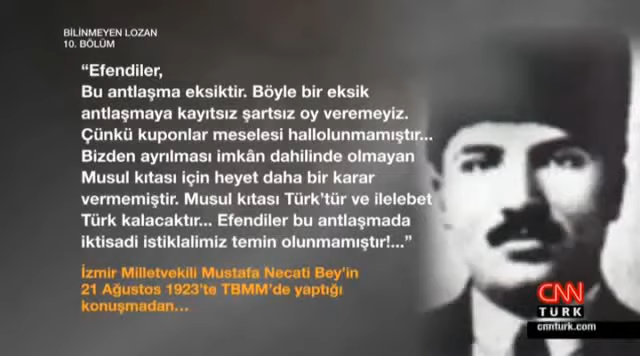 BİLİNMEYEN LOZAN
10. BÖLÜM
“Efendiler,
Bu antlaşma eksiktir. Böyle bir eksik
antlaşmaya kayıtsız şartsız oy veremeyiz.
Çünkü kuponlar meselesi hallolunmamıştır...
Bizden ayrılması imkân dahilinde olmayan
Musul kıtası için heyet daha bir karar
vermemiştir. Musul kıtası Türk’tür ve ilelebet
Türk kalacaktır... Efendiler bu antlaşmada
iktisadi istiklalimiz temin olunmamıştır!...”
İzmir Milletvekili Mustafa Necati Bey’in
21 Ağustos 1923’te TBMM’de yaptığı
konuşmadan...
CNN
TURK
cnnturk.com